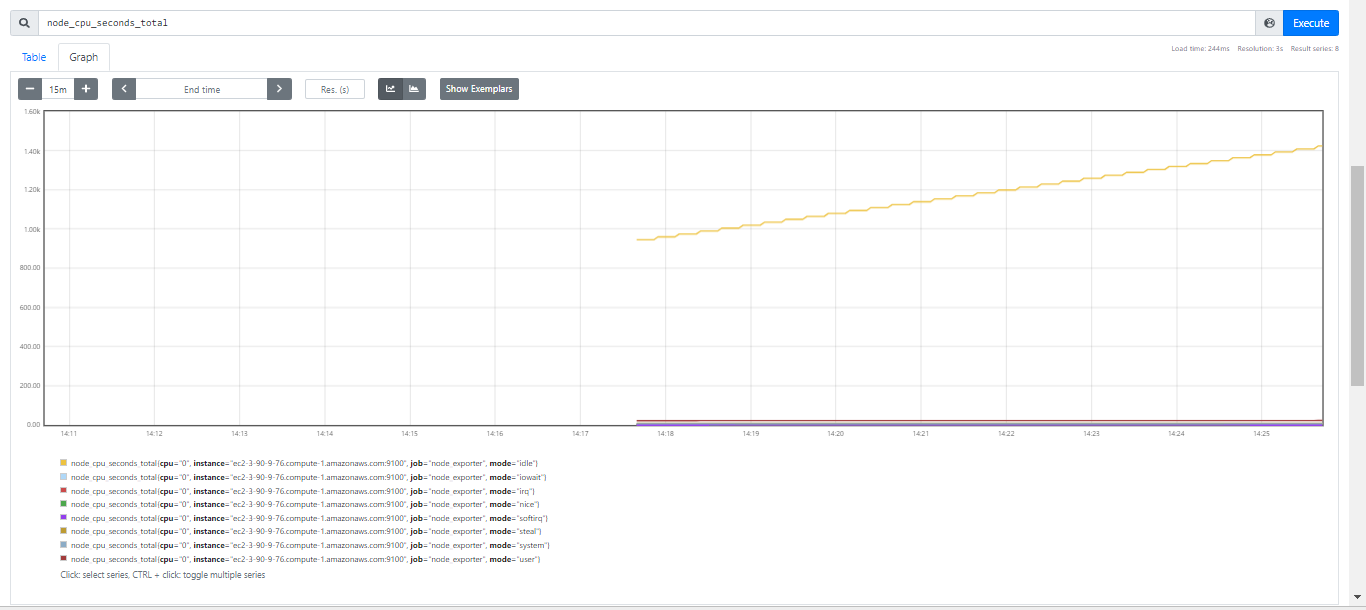 node_cpu_seconds_total
Execute
Load time: 244ms Resolution: 3s Result series: 8
Table Graph
15m End time Res. (s) Show Exemplars
1.60k
1.40k
1.20k
1.00k
800.00
600.00
400.00
200.00
0.00
14:11 14:12 14:13 14:14 14:15 14:16 14:17 14:18 14:19 14:20 14:21 14:22 14:23 14:24 14:25
node_cpu_seconds_total{cpu="0", instance="ec2-3-90-9-76.compute-1.amazonaws.com:9100", job="node_exporter", mode="idle"}
node_cpu_seconds_total{cpu="0", instance="ec2-3-90-9-76.compute-1.amazonaws.com:9100", job="node_exporter", mode="iowait"}
node_cpu_seconds_total{cpu="0", instance="ec2-3-90-9-76.compute-1.amazonaws.com:9100", job="node_exporter", mode="irq"}
node_cpu_seconds_total{cpu="0", instance="ec2-3-90-9-76.compute-1.amazonaws.com:9100", job="node_exporter", mode="nice"}
node_cpu_seconds_total{cpu="0", instance="ec2-3-90-9-76.compute-1.amazonaws.com:9100", job="node_exporter", mode="softirq"}
node_cpu_seconds_total{cpu="0", instance="ec2-3-90-9-76.compute-1.amazonaws.com:9100", job="node_exporter", mode="steal"}
node_cpu_seconds_total{cpu="0", instance="ec2-3-90-9-76.compute-1.amazonaws.com:9100", job="node_exporter", mode="system"}
node_cpu_seconds_total{cpu="0", instance="ec2-3-90-9-76.compute-1.amazonaws.com:9100", job="node_exporter", mode="user"}
Click: select series, CTRL + click: toggle multiple series